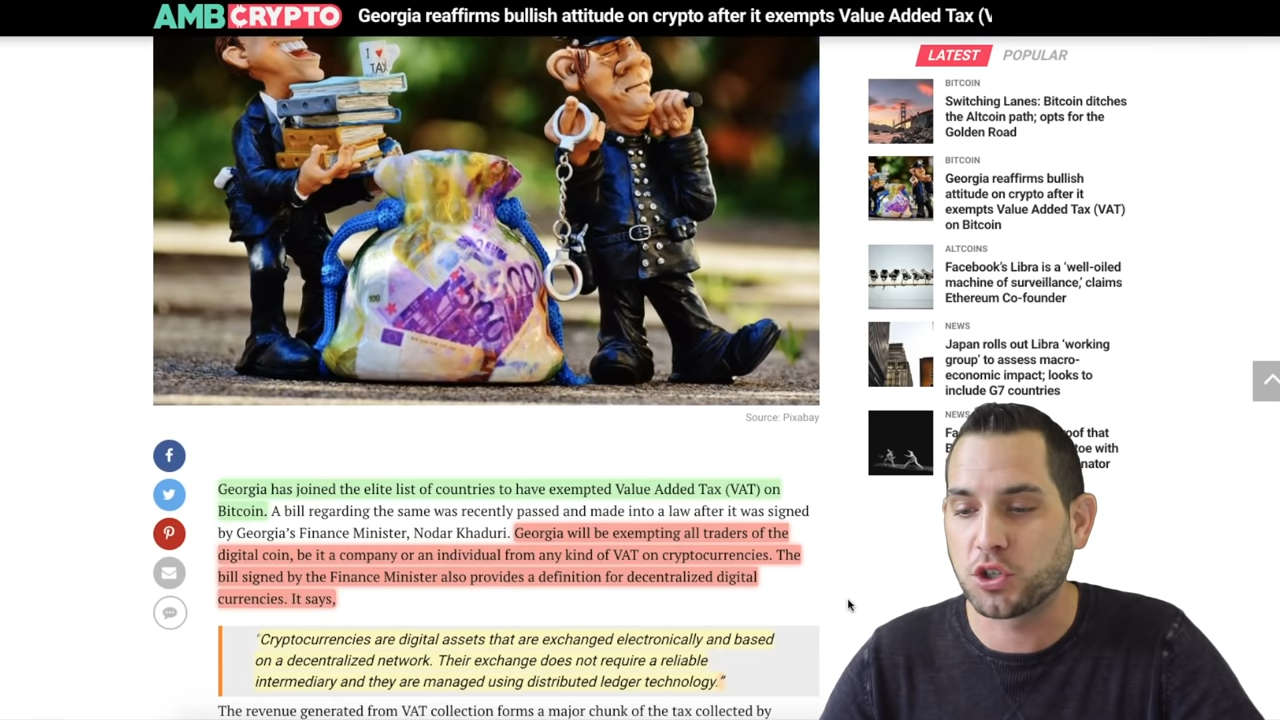 AMBCRYPTO
Georgia reaffirms bullish attitude on crypto after it exempts Value Added Tax (V
I ♥
TAX
LATEST
POPULAR
BITCOIN
Switching Lanes: Bitcoin ditches
the Altcoin path; opts for the
Golden Road
BITCOIN
Georgia reaffirms bullish
attitude on crypto after it
exempts Value Added Tax (VAT)
on Bitcoin
ALTCOINS
Facebook's Libra is a 'well-oiled
machine of surveillance,' claims
Ethereum Co-founder
NEWS
Japan rolls out Libra 'working
group' to assess macro-
economic impact; looks to
include G7 countries
NEWS
Source: Pixabay
Georgia has joined the elite list of countries to have exempted Value Added Tax (VAT) on
Bitcoin. A bill regarding the same was recently passed and made into a law after it was signed
by Georgia's Finance Minister, Nodar Khaduri. Georgia will be exempting all traders of the
digital coin, be it a company or an individual from any kind of VAT on cryptocurrencies. The
bill signed by the Finance Minister also provides a definition for decentralized digital
currencies. It says,
'Cryptocurrencies are digital assets that are exchanged electronically and based
on a decentralized network. Their exchange does not require a reliable
intermediary and they are managed using distributed ledger technology."
The revenue generated from VAT collection forms a major chunk of the tax collected by